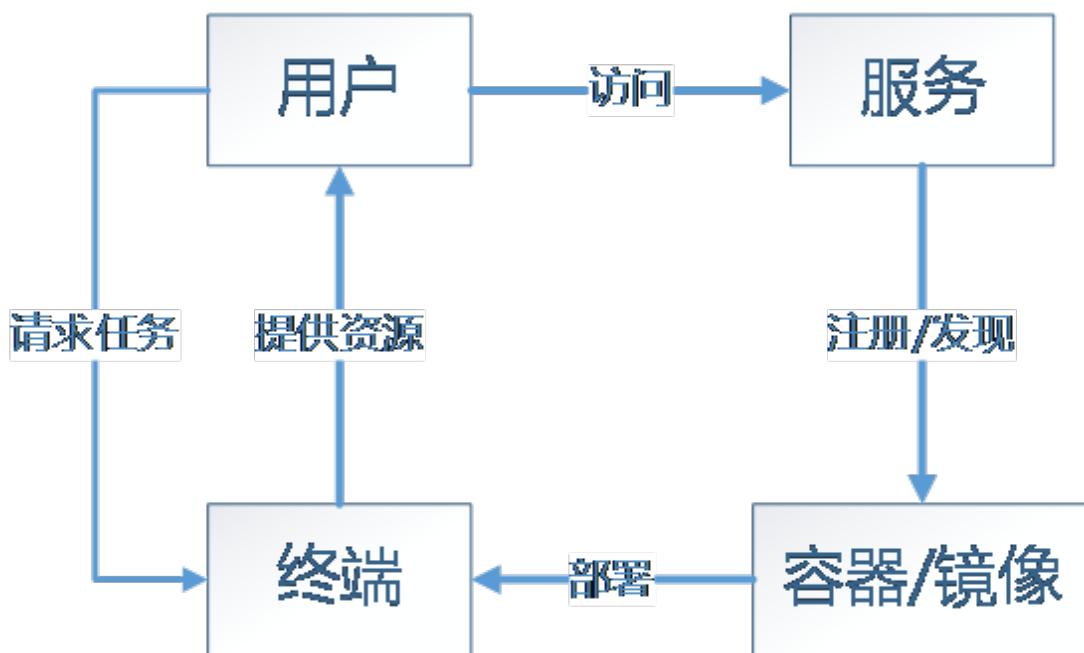 用户
访问
服务
请求任务
提供资源
注册/发现
终端
部署
容器/镜像